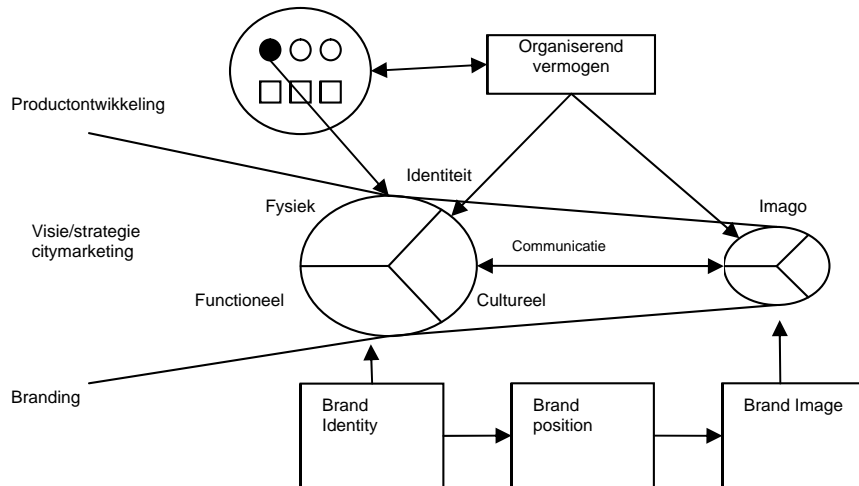 Organiserend
vermogen
Productontwikkeling
Identiteit
Fysiek
Imago
Visie/strategie
citymarketing
Communicatie
Functioneel
Cultureel
Branding
Brand
Identity
Brand
position
Brand Image